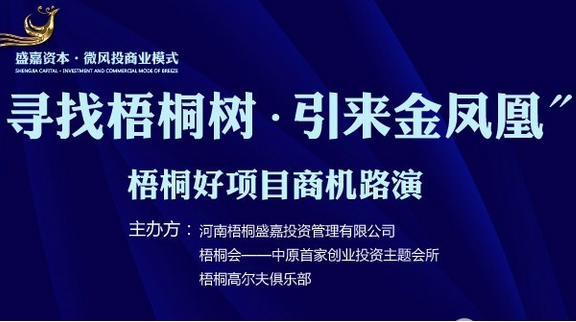 盛嘉资本·微风投商业模式
SHENGJIA CAPITAL · INVESTMENT AND COMMERCIAL MODE OF BREEZE
寻找梧桐树·引来金凤凰"
梧桐好项目商机路演
主办方：河南梧桐盛嘉投资管理有限公司
梧桐会——中原首家创业投资主题会所
梧桐高尔夫俱乐部